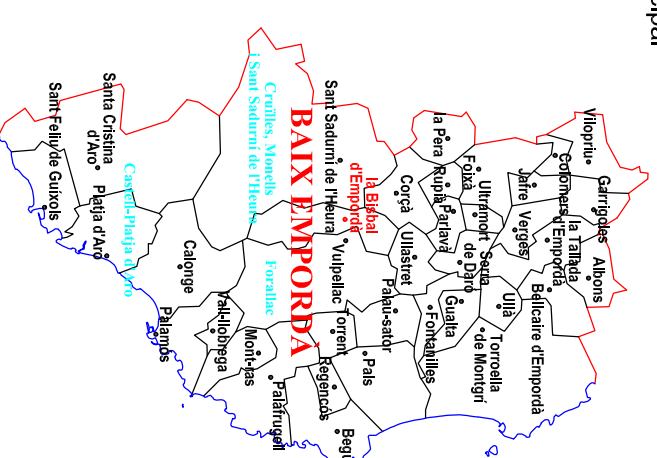 cipal
Vilopriu
Garrigoles
Colomers
la Tallada
d'Empordà
Albons
la Pera
Foixà
Jafre
Verges
Bellcaire d'Empordà
Rupià
Ultramort
Parlavà
Serra
de Daró
Ullà
Torroella
de Montgrí
Gualta
Fontanilles
Corçà
Ullastret
la Bisbal
d'Empordà
Palau-sator
Sant Sadurní de l'Heura
Vulpellac
Torrent
Pals
Regencós
Begu
BAIX EMPORDÀ
Cruïlles, Monells
i Sant Sadurní de l'Heura
Forallac
Mont-ras
Palafrugell
Vall-llobrega
Calonge
Palamós
Santa Cristina
d'Aro
Castell-Platja d'Aro
Platja d'Aro
Sant Feliu de Guíxols